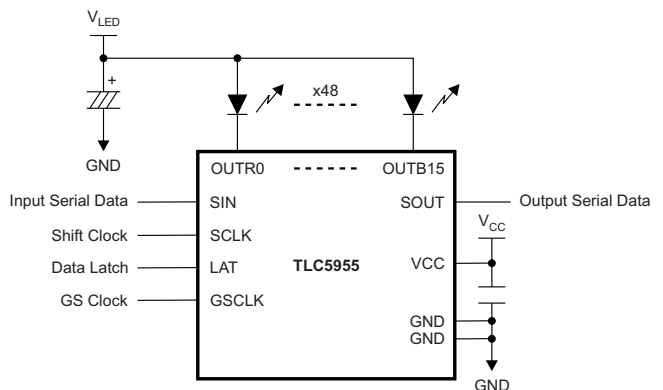 VLED
+
x48
GND
OUTR0
OUTB15
Input Serial Data
SIN
SOUT
Output Serial Data
Shift Clock
SCLK
VCC
Data Latch
LAT
TLC5955
VCC
GS Clock
GSCLK
GND
GND
GND